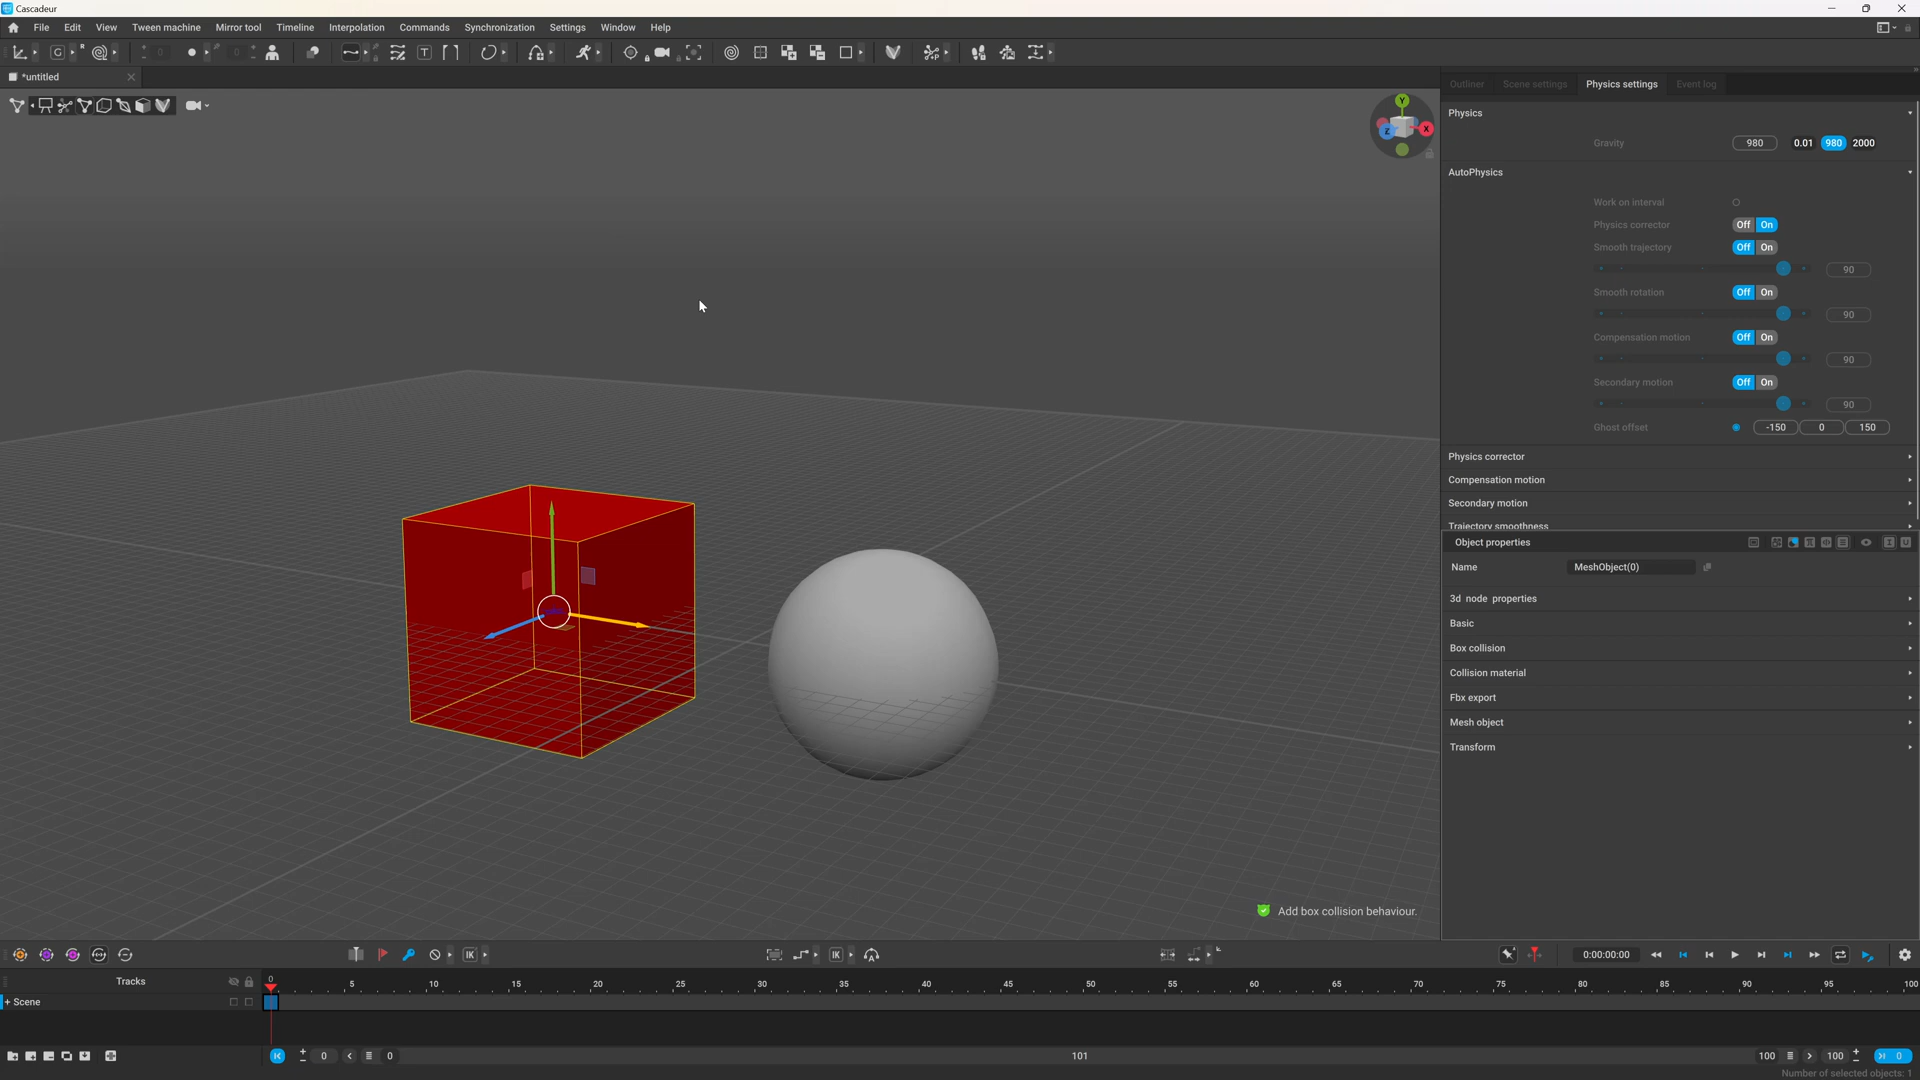 Cascadeur
File Edit View Tween machine Mirror tool Timeline Interpolation Commands Synchronization Settings Window Help
*untitled
Y
Z
X
Outliner Scene settings Physics settings Event log
Physics
Gravity 980 0.01 980 2000
AutoPhysics
Work on interval
Physics corrector Off On
Smooth trajectory Off On
90
Smooth rotation Off On
90
Compensation motion Off On
90
Secondary motion Off On
90
Ghost offset -150 0 150
Physics corrector
Compensation motion
Secondary motion
Trajectory smoothness
Object properties
Name MeshObject(0)
3d node properties
Basic
Box collision
Collision material
Fbx export
Mesh object
Transform
Add box collision behaviour.
IK IK 0:00:00:00
Tracks 0 5 10 15 20 25 30 35 40 45 50 55 60 65 70 75 80 85 90 95 100
+ Scene
0 0 101 100 100 0
Number of selected objects: 1